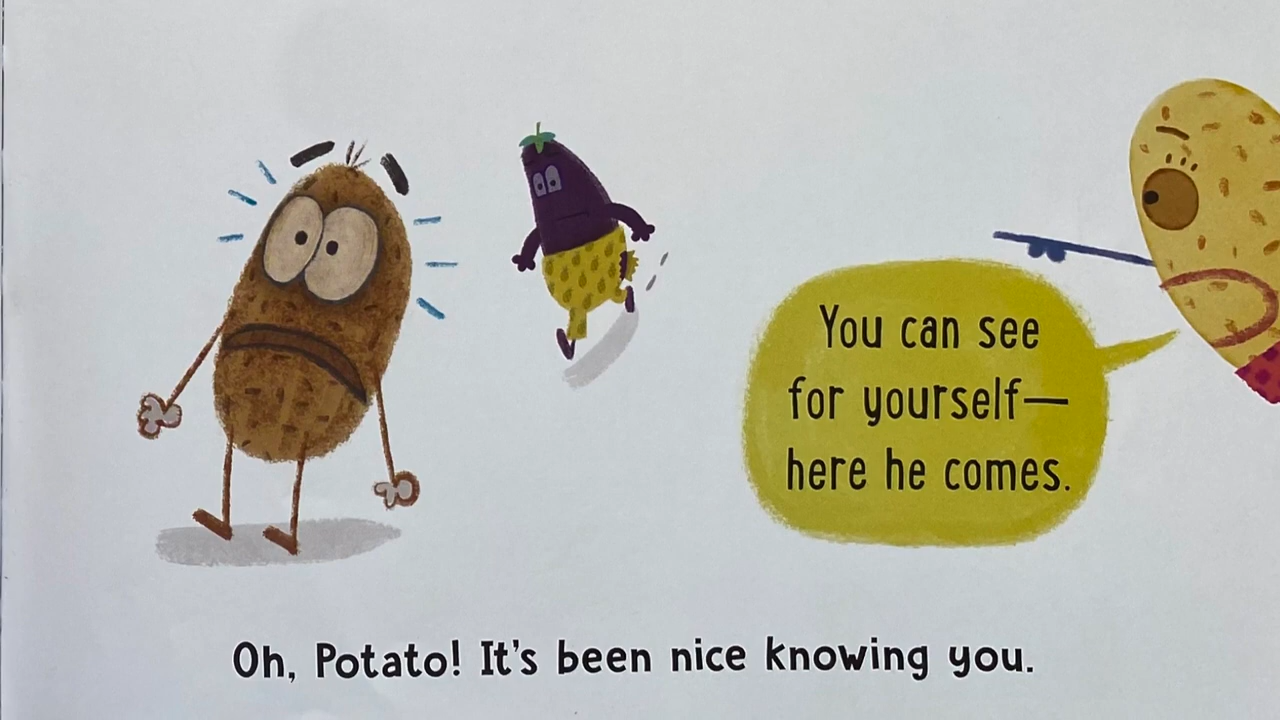 You can see
for yourself—
here he comes.
Oh, Potato! It's been nice knowing you.